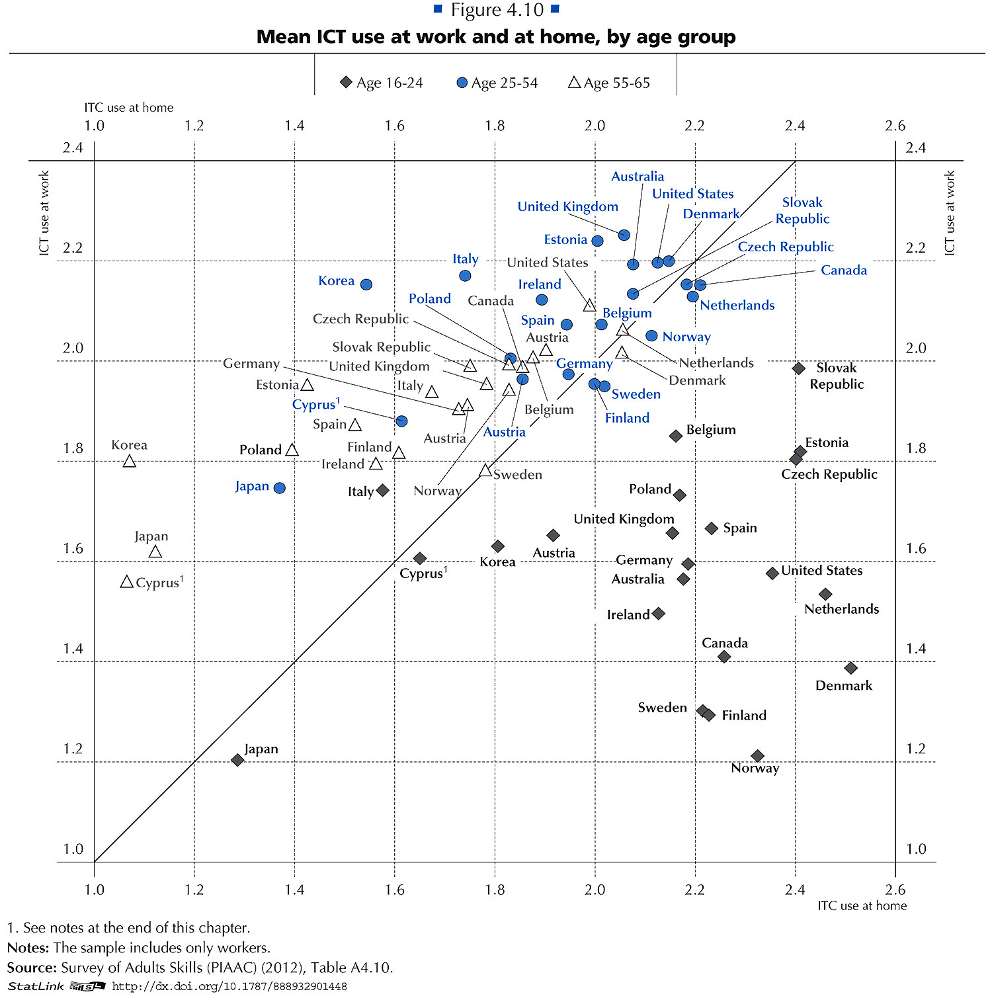 Figure 4.10
Mean ICT use at work and at home, by age group
Age 16-24 Age 25-54 Age 55-65
ITC use at home
1.0 1.2 1.4 1.6 1.8 2.0 2.2 2.4 2.6
2.4 2.4
ICT use at work
ICT use at work
Australia
United States
United Kingdom
Slovak
Republic
Denmark
Estonia
2.2 2.2
Czech Republic
Italy
United States
Canada
Korea
Ireland
Poland
Canada
Netherlands
Belgium
Czech Republic
Spain
Austria
Norway
2.0 2.0
Slovak Republic
Germany
United Kingdom
Germany
Netherlands
Slovak
Republic
Denmark
Estonia
Italy
Sweden
Cyprus1
Belgium
Finland
Spain
Austria
Austria
Belgium
Korea
Poland
Finland
Estonia
1.8 1.8
Ireland
Sweden
Czech Republic
Japan
Italy
Norway
Poland
United Kingdom
Spain
Japan
1.6 1.6
Austria
Korea
Germany
Cyprus1
United States
Australia
Cyprus1
Netherlands
Ireland
Canada
1.4 1.4
Denmark
Sweden
Finland
1.2 1.2
Japan
Norway
1.0 1.0
1.0 1.2 1.4 1.6 1.8 2.0 2.2 2.4 2.6
ITC use at home
1. See notes at the end of this chapter.
Notes: The sample includes only workers.
Source: Survey of Adults Skills (PIAAC) (2012), Table A4.10.
StatLink http://dx.doi.org/10.1787/888932901448